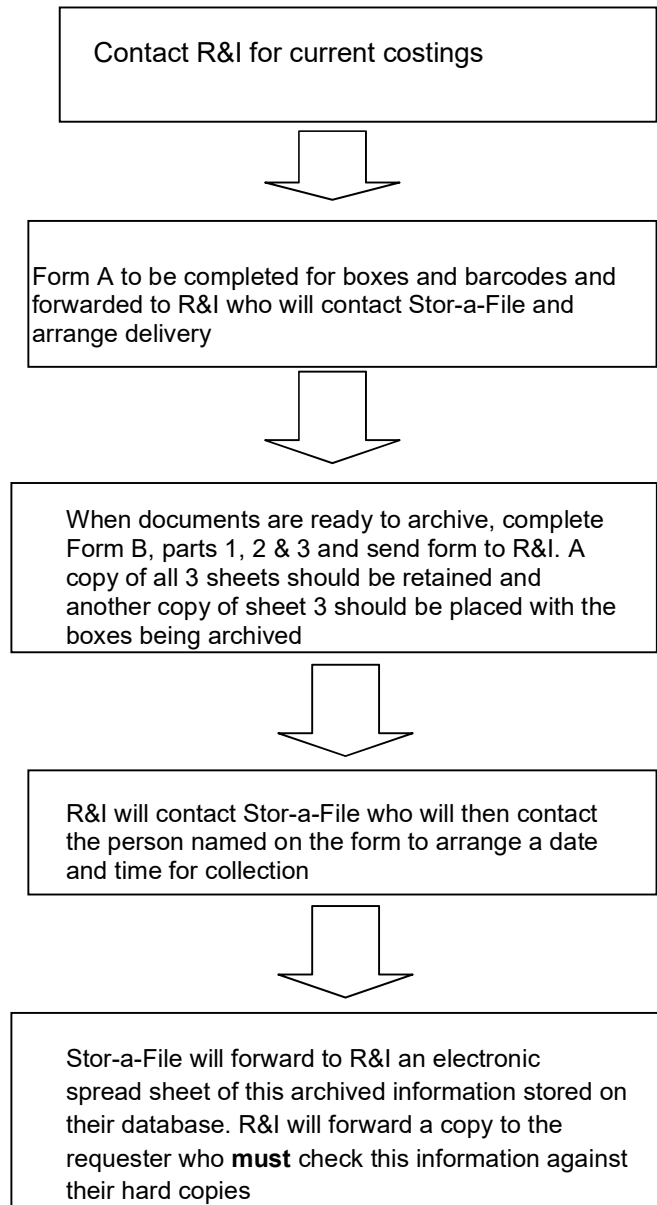 Contact R&I for current costings
Form A to be completed for boxes and barcodes and
forwarded to R&I who will contact Stor-a-File and
arrange delivery
When documents are ready to archive, complete
Form B, parts 1, 2 & 3 and send form to R&I. A
copy of all 3 sheets should be retained and
another copy of sheet 3 should be placed with the
boxes being archived
R&I will contact Stor-a-File who will then contact
the person named on the form to arrange a date
and time for collection
Stor-a-File will forward to R&I an electronic
spread sheet of this archived information stored on
their database. R&I will forward a copy to the
requester who must check this information against
their hard copies